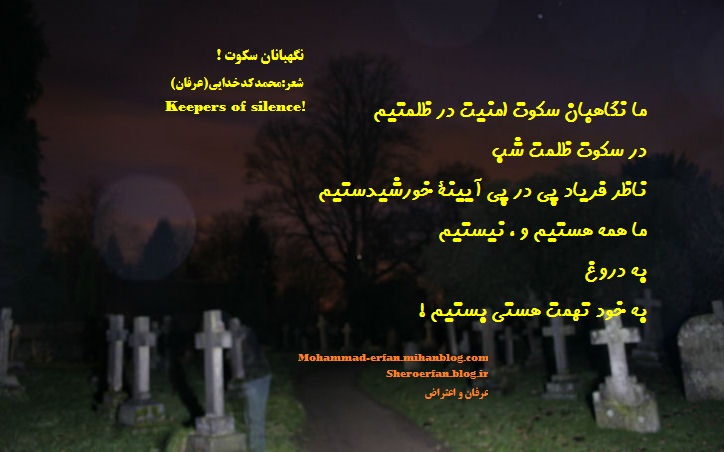 نگهبانان سکوت !
شعر:محمدکدخدایی(عرفان)
Keepers of silence!
ما نگاهبان سکوت امنیت در ظلمتیم
در سکوت ظلمت شب
ناظر فریاد پی در پی آیینهٔ خورشیدستیم
ما همه هستیم و ، نیستیم
به دروغ
به خود تهمت هستی بستیم !
Mohammad-erfan.mihanblog.com
Sheroerfan.blog.ir
عرفان و اعتراض